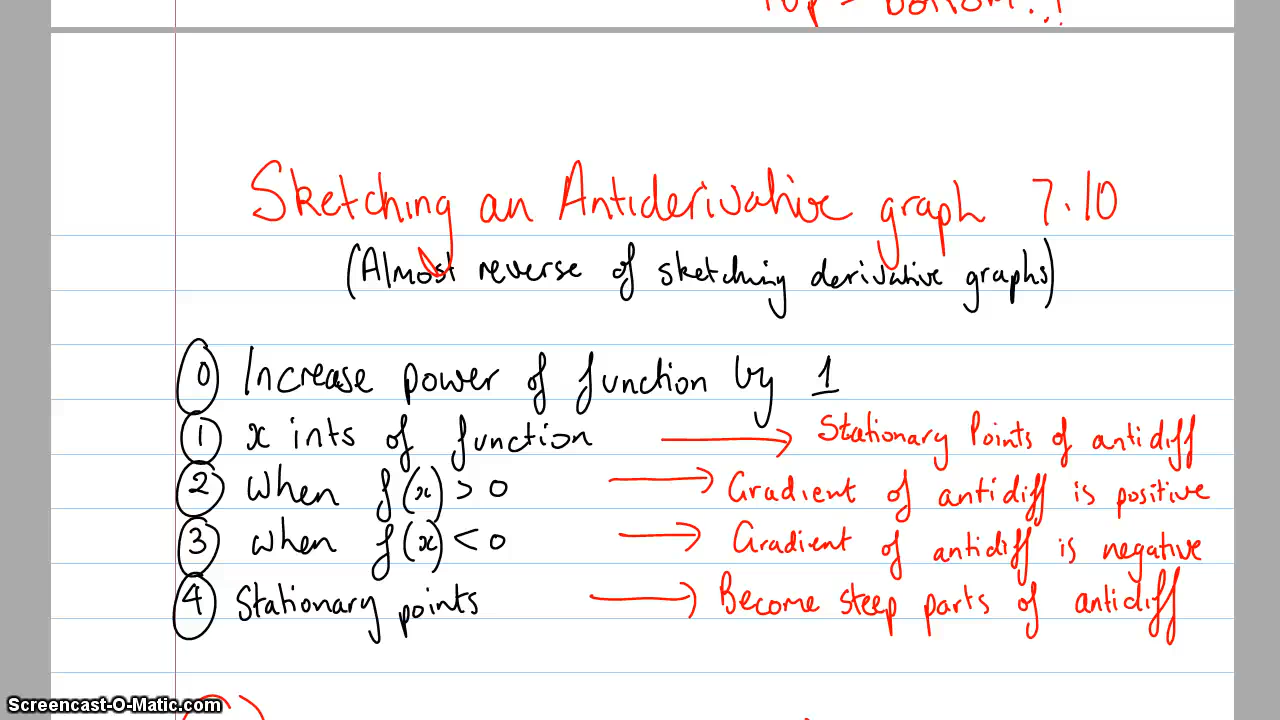 Top - bottom!!
Sketching an Antiderivative graph 7.10
(Almost reverse of sketching derivative graphs)
0 Increase power of function by 1
1 x ints of function → Stationary Points of antidiff
2 When f(x) > 0 → Gradient of antidiff is positive
3 when f(x) < 0 → Gradient of antidiff is negative
4 Stationary points → Become steep parts of antidiff
Screencast-O-Matic.com